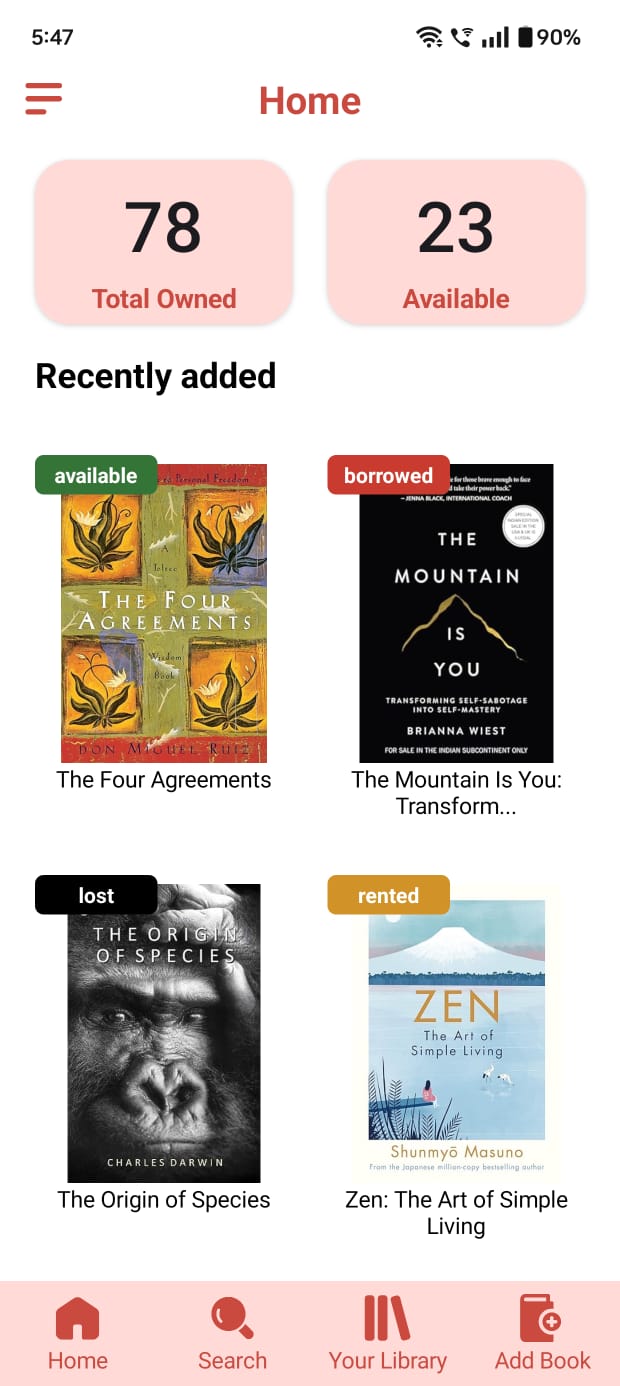 5:47
90%
Home
78
Total Owned
23
Available
Recently added
available
Personal Freedom
A
Toltec
THE FOUR
AGREEMENTS
Wisdom
Book
DON MIGUEL RUIZ
The Four Agreements
borrowed
e for those brave enough to face
d take their power back."
– JENNA BLACK, INTERNATIONAL COACH
SPECIAL
INDIAN EDITION
THE
MOUNTAIN
IS
YOU
TRANSFORMING SELF-SABOTAGE
INTO SELF-MASTERY
BRIANNA WIEST
FOR SALE IN THE INDIAN SUBCONTINENT ONLY
The Mountain Is You:
Transform...
lost
THE ORIGIN
OF SPECIES
CHARLES DARWIN
The Origin of Species
rented
ZEN
The Art of
Simple Living
Shunmyō Masuno
From the Japanese million-copy bestselling author
Zen: The Art of Simple
Living
Home
Search
Your Library
Add Book